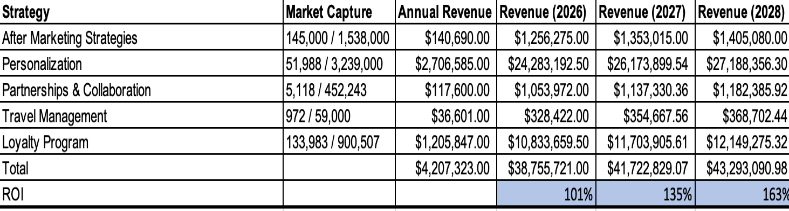 Strategy Market Capture Annual Revenue Revenue (2026) Revenue (2027) Revenue (2028)
After Marketing Strategies 145,000 / 1,538,000 $140,690.00 $1,256,275.00 $1,353,015.00 $1,405,080.00
Personalization 51,988 / 3,239,000 $2,706,585.00 $24,283,192.50 $26,173,899.54 $27,188,356.30
Partnerships & Collaboration 5,118 / 452,243 $117,600.00 $1,053,972.00 $1,137,330.36 $1,182,385.92
Travel Management 972 / 59,000 $36,601.00 $328,422.00 $354,667.56 $368,702.44
Loyalty Program 133,983 / 900,507 $1,205,847.00 $10,833,659.50 $11,703,905.61 $12,149,275.32
Total $4,207,323.00 $38,755,721.00 $41,722,829.07 $43,293,090.98
ROI 101% 135% 163%